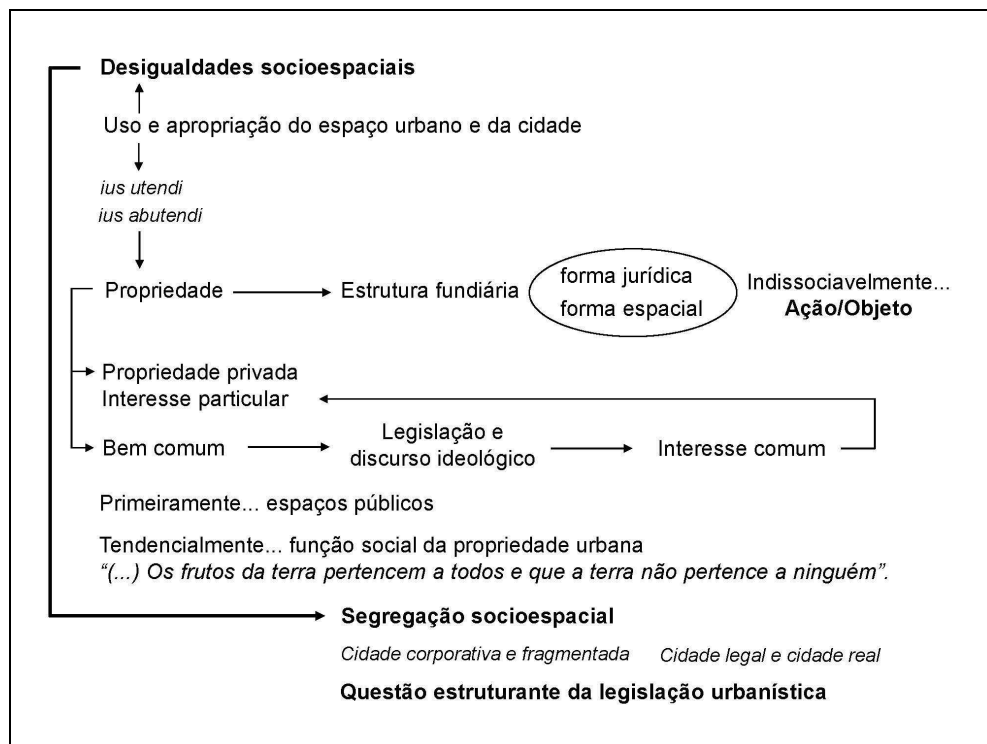 Desigualdades socioespaciais
Uso e apropriação do espaço urbano e da cidade
ius utendi
ius abutendi
Propriedade
Estrutura fundiária
forma jurídica
forma espacial
Indissociavelmente...
Ação/Objeto
Propriedade privada
Interesse particular
Bem comum
Legislação e
discurso ideológico
Interesse comum
Primeiramente... espaços públicos
Tendencialmente... função social da propriedade urbana
“(...) Os frutos da terra pertencem a todos e que a terra não pertence a ninguém”.
Segregação socioespacial
Cidade corporativa e fragmentada
Cidade legal e cidade real
Questão estruturante da legislação urbanística